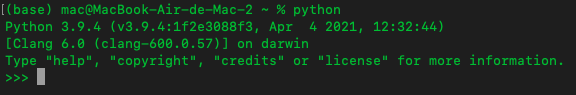 (base) mac@MacBook-Air-de-Mac-2 ~ % python
Python 3.9.4 (v3.9.4:1f2e3088f3, Apr  4 2021, 12:32:44)
[Clang 6.0 (clang-600.0.57)] on darwin
Type "help", "copyright", "credits" or "license" for more information.
>>>